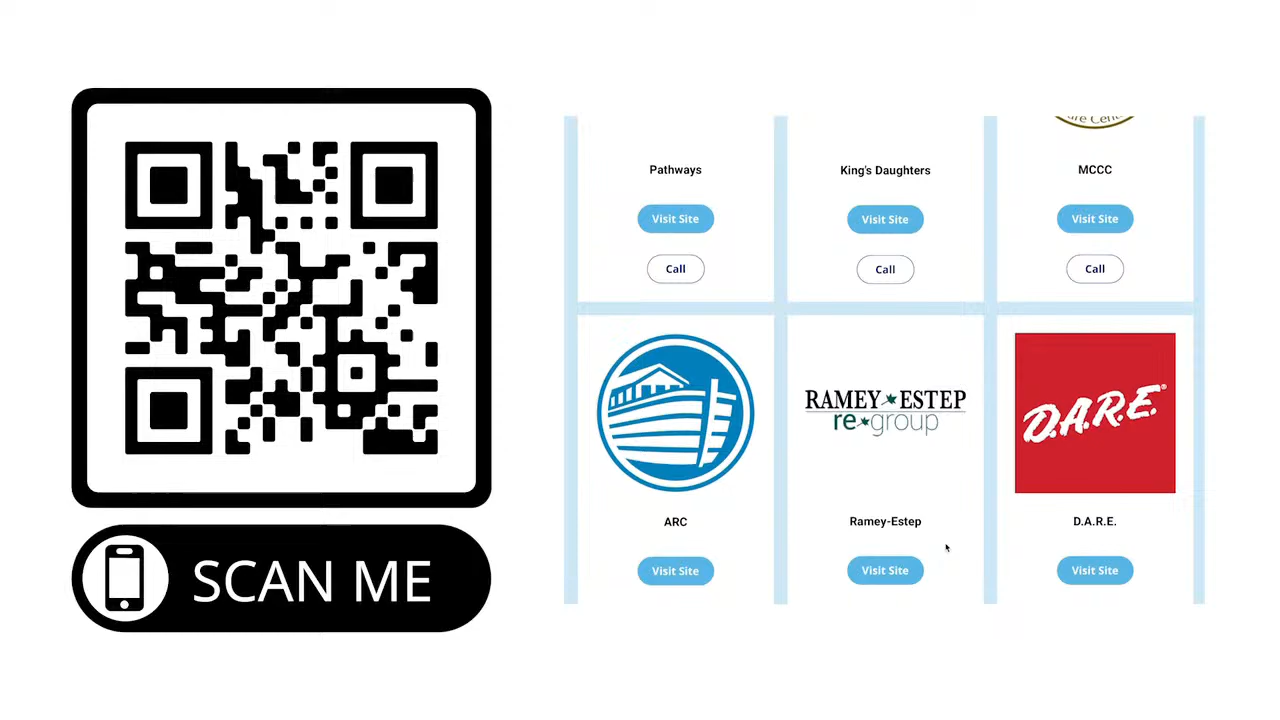 SCAN ME
Pathways
King's Daughters
MCCC
Visit Site
Visit Site
Visit Site
Call
Call
Call
RAMEY ESTEP
re group
D.A.R.E.®
ARC
Ramey-Estep
D.A.R.E.
Visit Site
Visit Site
Visit Site